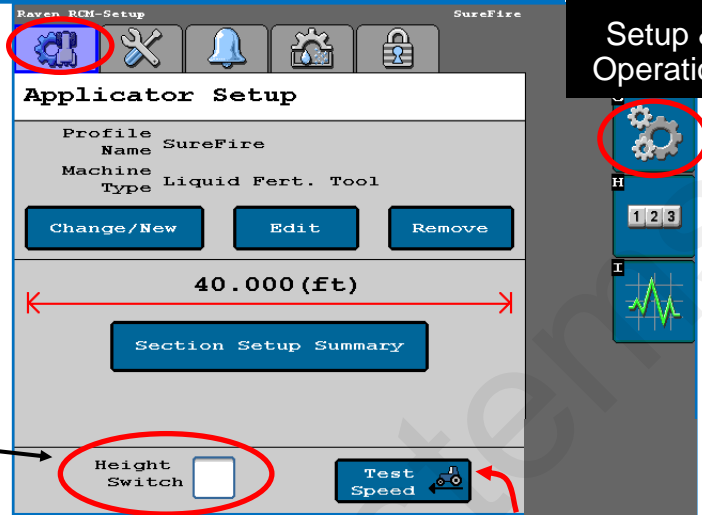 Raven RCM-Setup SureFire
Setup &
Applicator Setup
Profile
Name SureFire
Machine
Type Liquid Fert. Tool
H
Change/New Edit Remove
1 2 3
I
40.000(ft)
Section Setup Summary
Height
Switch
Test
Speed